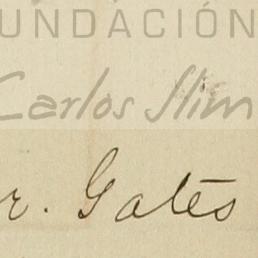 UNDACIÓN
Carlos Slim
r. Gates